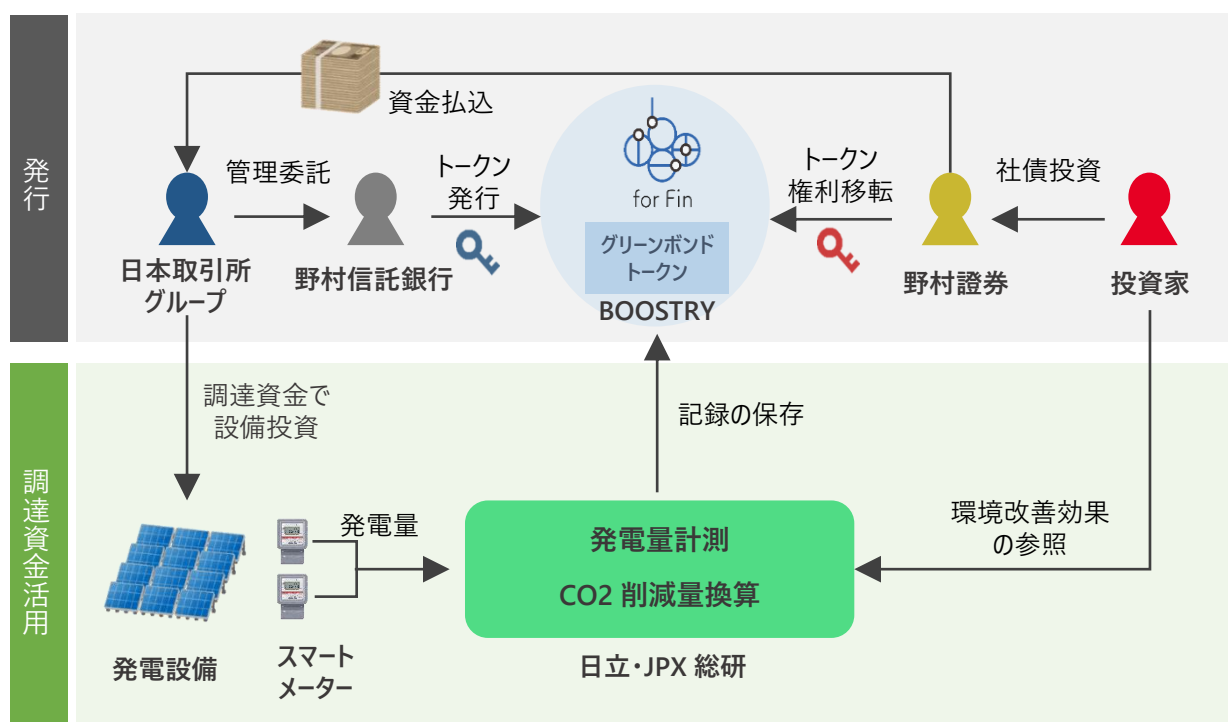 発行
資金払込
管理委託
トークン
発行
for Fin
グリーンボンド
トークン
BOOSTRY
トークン
権利移転
社債投資
日本取引所
グループ
野村信託銀行
野村證券
投資家
調達資金活用
調達資金で
設備投資
記録の保存
発電量
発電量計測
CO2 削減量換算
環境改善効果
の参照
発電設備
スマート
メーター
日立・JPX 総研